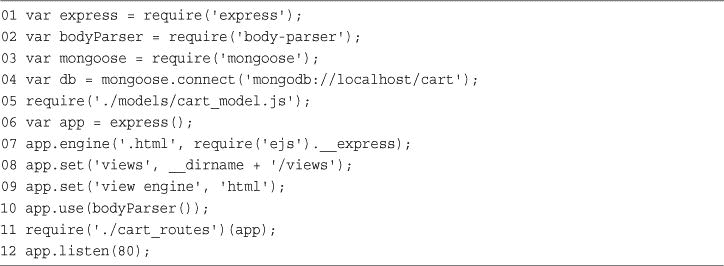 01 var express = require('express');
02 var bodyParser = require('body-parser');
03 var mongoose = require('mongoose');
04 var db = mongoose.connect('mongodb://localhost/cart');
05 require('./models/cart_model.js');
06 var app = express();
07 app.engine('.html', require('ejs').__express);
08 app.set('views', __dirname + '/views');
09 app.set('view engine', 'html');
10 app.use(bodyParser());
11 require('./cart_routes')(app);
12 app.listen(80);